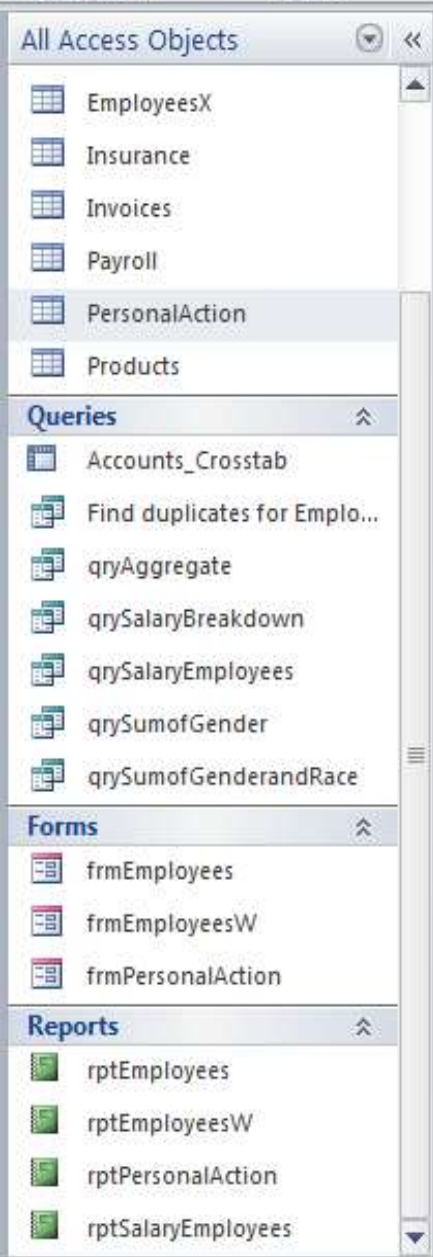 All Access Objects
EmployeesX
Insurance
Invoices
Payroll
PersonalAction
Products
Queries
Accounts_Crosstab
Find duplicates for Emplo...
qryAggregate
qrySalaryBreakdown
qrySalaryEmployees
qrySumofGender
qrySumofGenderandRace
Forms
frmEmployees
frmEmployeesW
frmPersonalAction
Reports
rptEmployees
rptEmployeesW
rptPersonalAction
rptSalaryEmployees